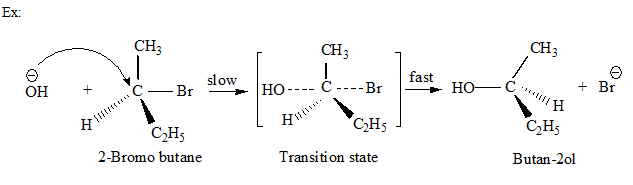 Ex:
CH3 CH3 CH3
⊖ slow fast
OH + C Br HO C Br HO C + Br⊖
H H H
C2H5 C2H5 C2H5
2-Bromo butane Transition state Butan-2ol